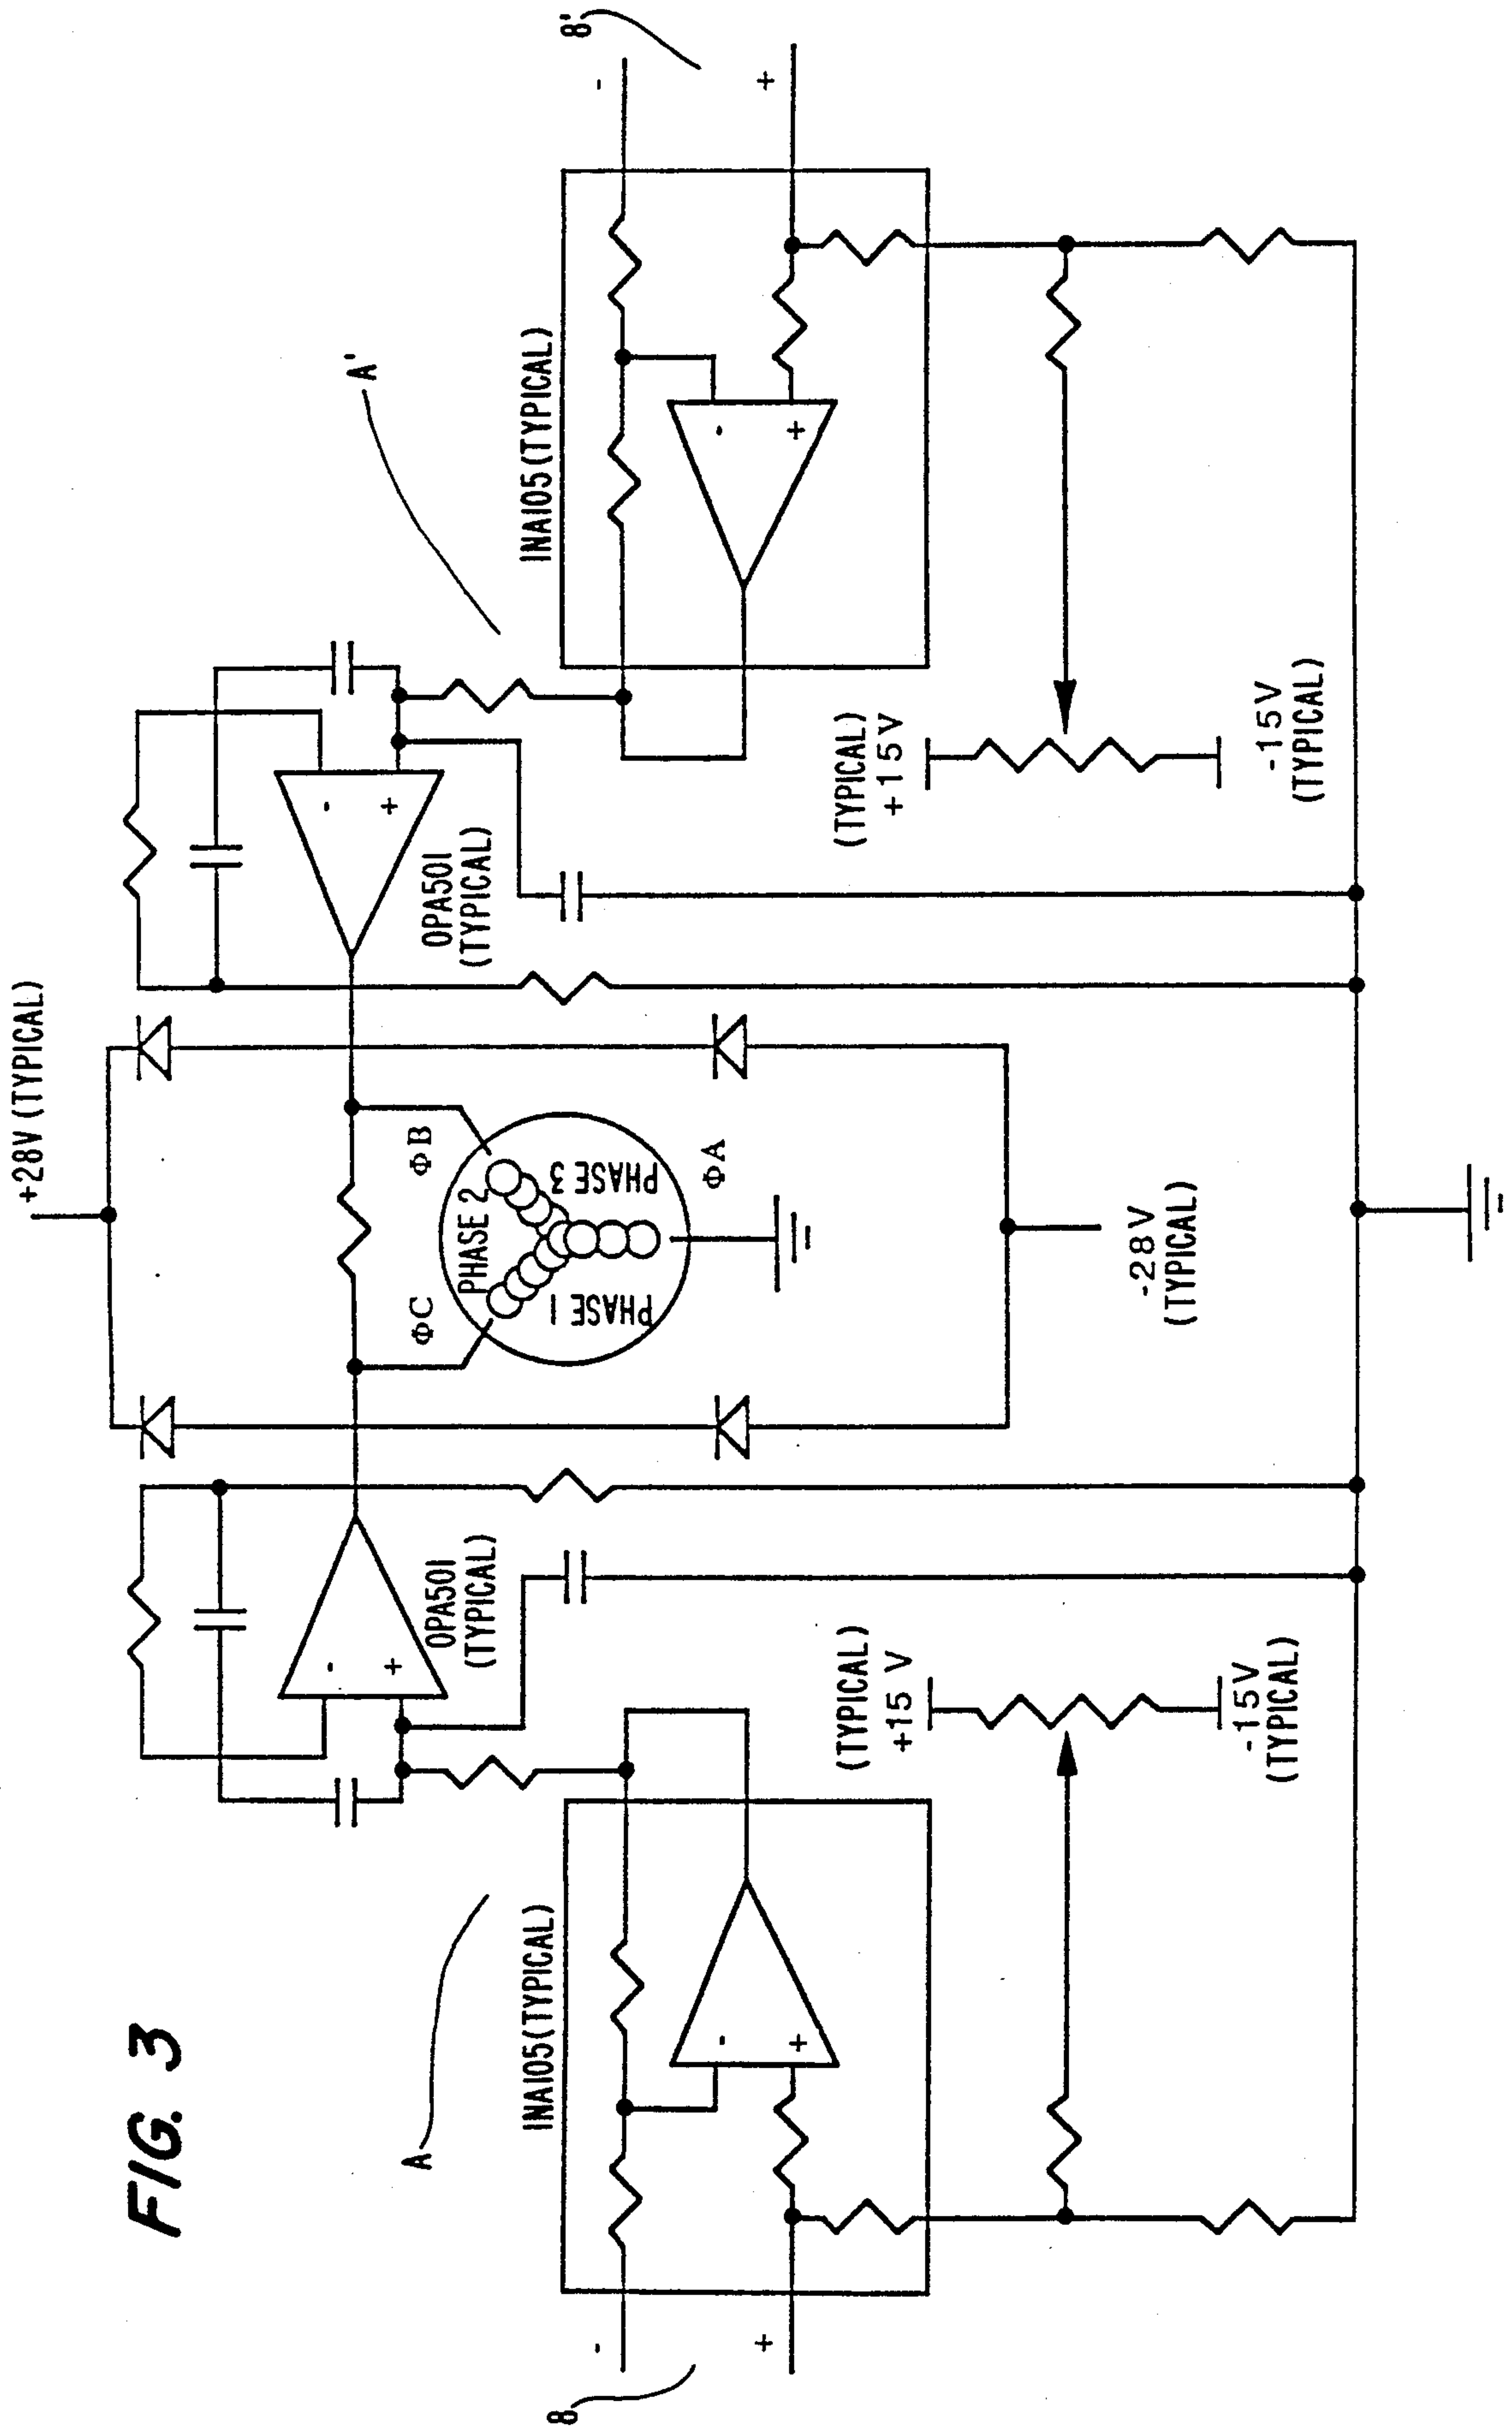 FIG. 3
+28V (TYPICAL)
A
A'
OPA501
(TYPICAL)
OPA501
(TYPICAL)
ΦC
ΦB
PHASE 2
PHASE 1
PHASE 3
ΦA
INA105(TYPICAL)
INA105(TYPICAL)
-
+
-
+
-
+
-
+
8
-
+
8'
-
+
(TYPICAL)
+15 V
-15V
(TYPICAL)
-28V
(TYPICAL)
(TYPICAL)
+15V
-15V
(TYPICAL)